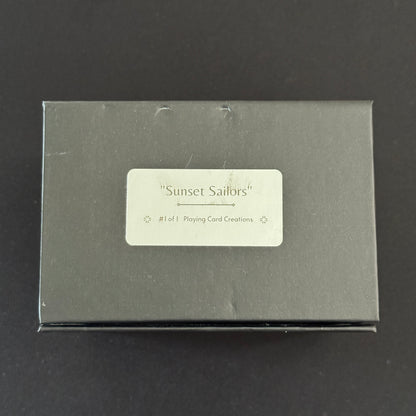 "Sunset Sailors"
#1 of 1 Playing Card Creations